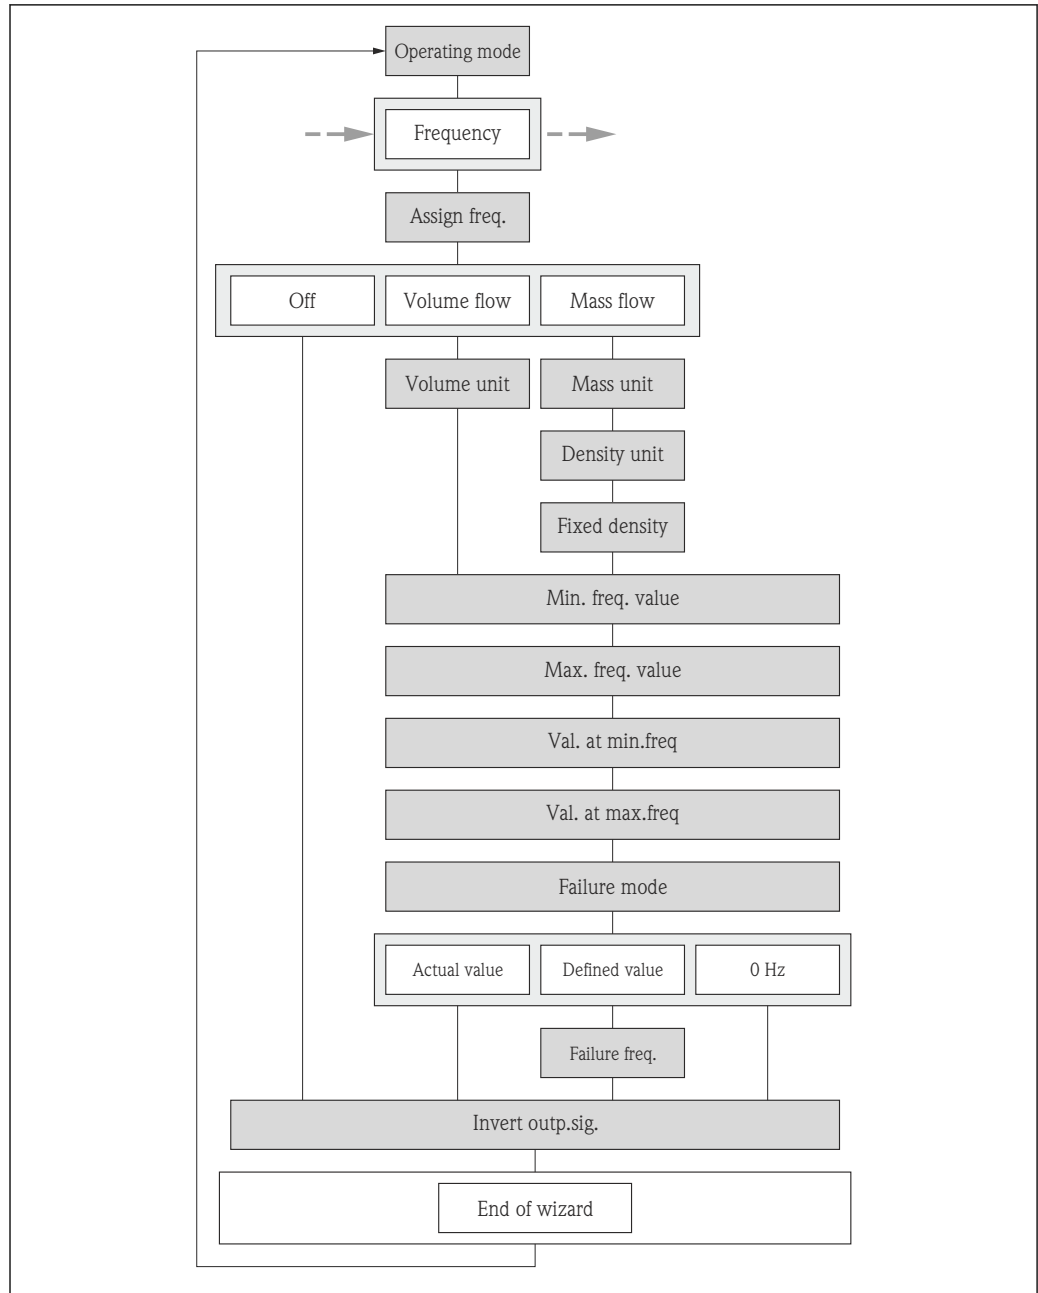 Operating mode
Frequency
Assign freq.
Off
Volume flow
Mass flow
Volume unit
Mass unit
Density unit
Fixed density
Min. freq. value
Max. freq. value
Val. at min.freq
Val. at max.freq
Failure mode
Actual value
Defined value
0 Hz
Failure freq.
Invert outp.sig.
End of wizard